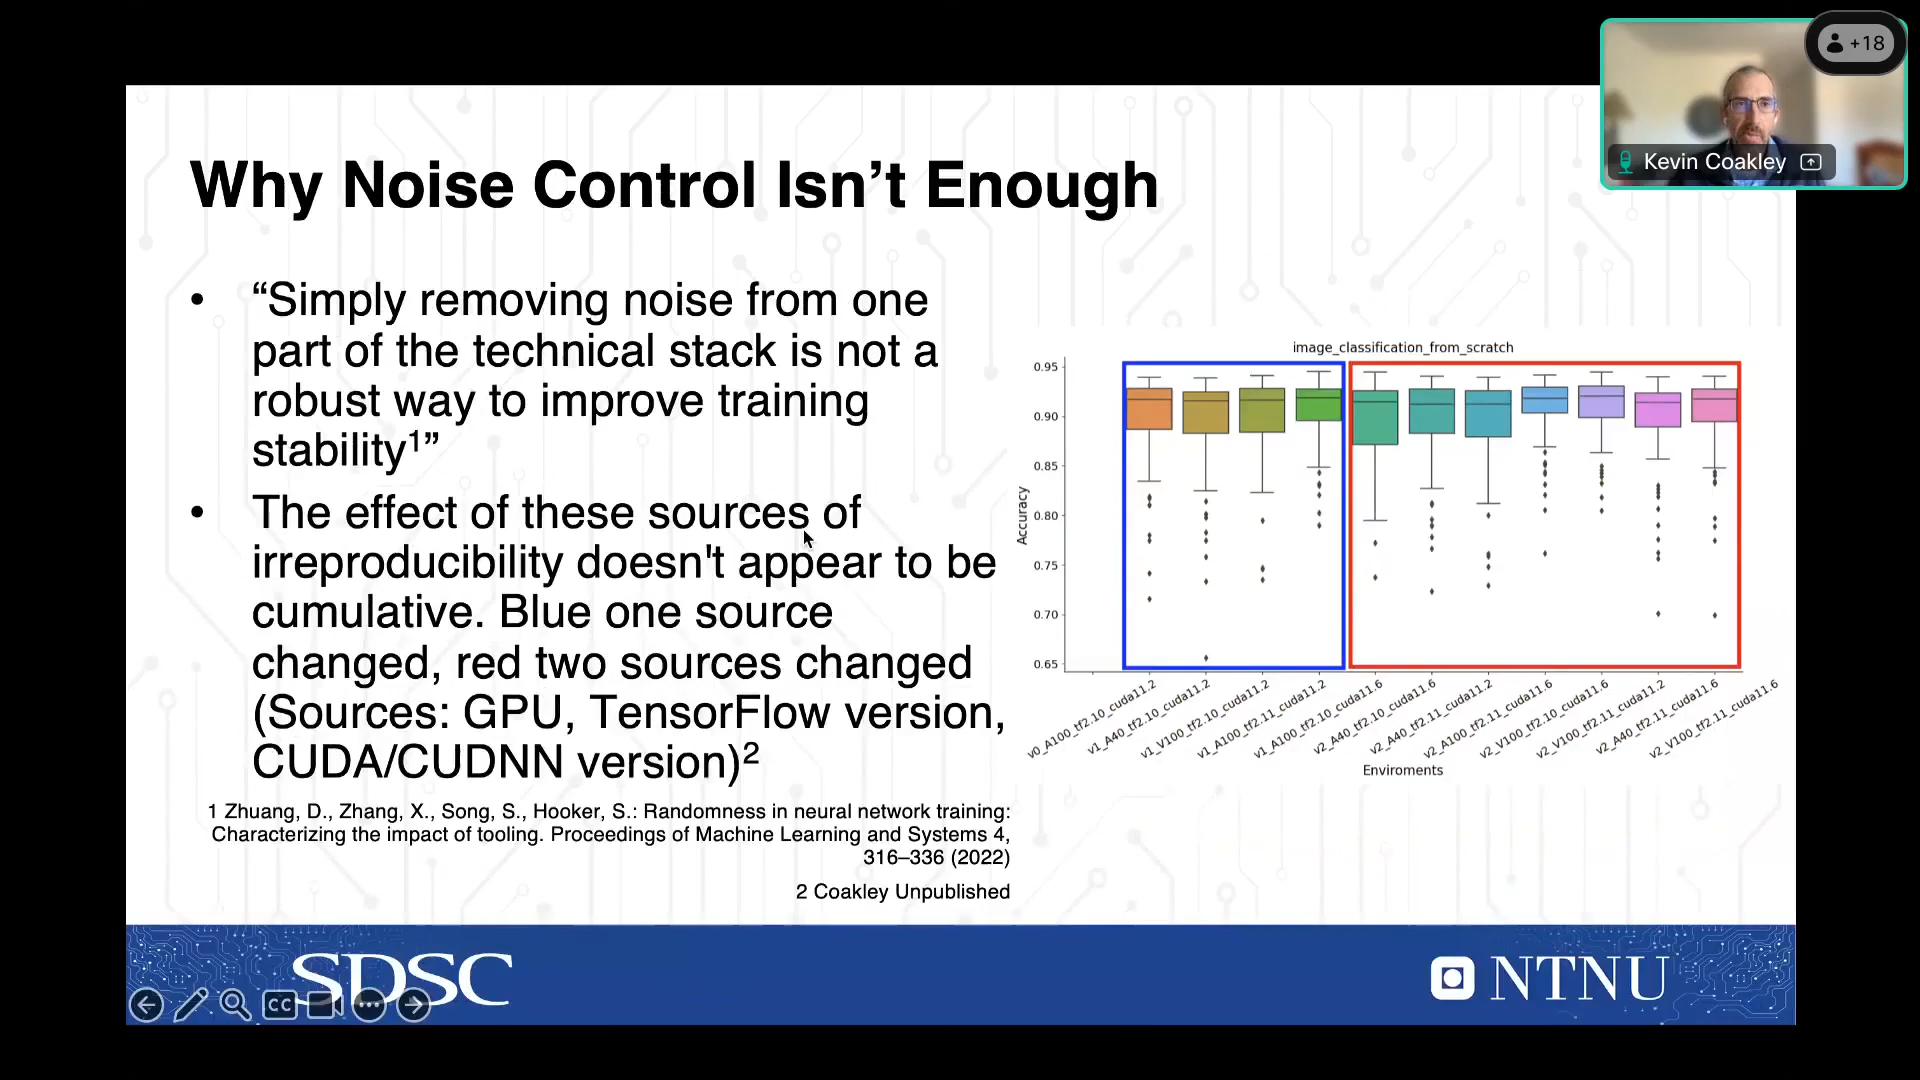 +18
Kevin Coakley
Why Noise Control Isn’t Enough
• “Simply removing noise from one
part of the technical stack is not a
robust way to improve training
stability¹”
• The effect of these sources of
irreproducibility doesn't appear to be
cumulative. Blue one source
changed, red two sources changed
(Sources: GPU, TensorFlow version,
CUDA/CUDNN version)²
1 Zhuang, D., Zhang, X., Song, S., Hooker, S.: Randomness in neural network training:
Characterizing the impact of tooling. Proceedings of Machine Learning and Systems 4,
316–336 (2022)
2 Coakley Unpublished
image_classification_from_scratch
Accuracy
0.95
0.90
0.85
0.80
0.75
0.70
0.65
v0_A100_tf2.10_cuda11.2
v1_A40_tf2.10_cuda11.2
v1_V100_tf2.10_cuda11.2
v1_A100_tf2.11_cuda11.2
v1_A100_tf2.10_cuda11.6
v2_A40_tf2.10_cuda11.6
v2_A40_tf2.11_cuda11.2
v2_A100_tf2.11_cuda11.6
v2_V100_tf2.10_cuda11.6
v2_V100_tf2.11_cuda11.2
v2_A40_tf2.11_cuda11.6
v2_V100_tf2.11_cuda11.6
Enviroments
SDSC
CC
NTNU